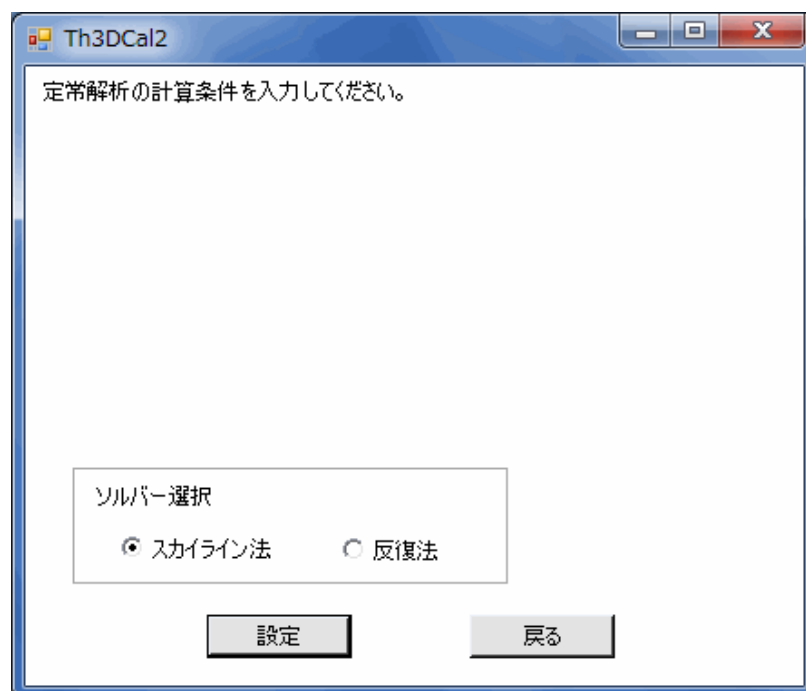 Th3DCal2
定常解析の計算条件を入力してください。
ソルバー選択
スカイライン法 反復法
設定 戻る